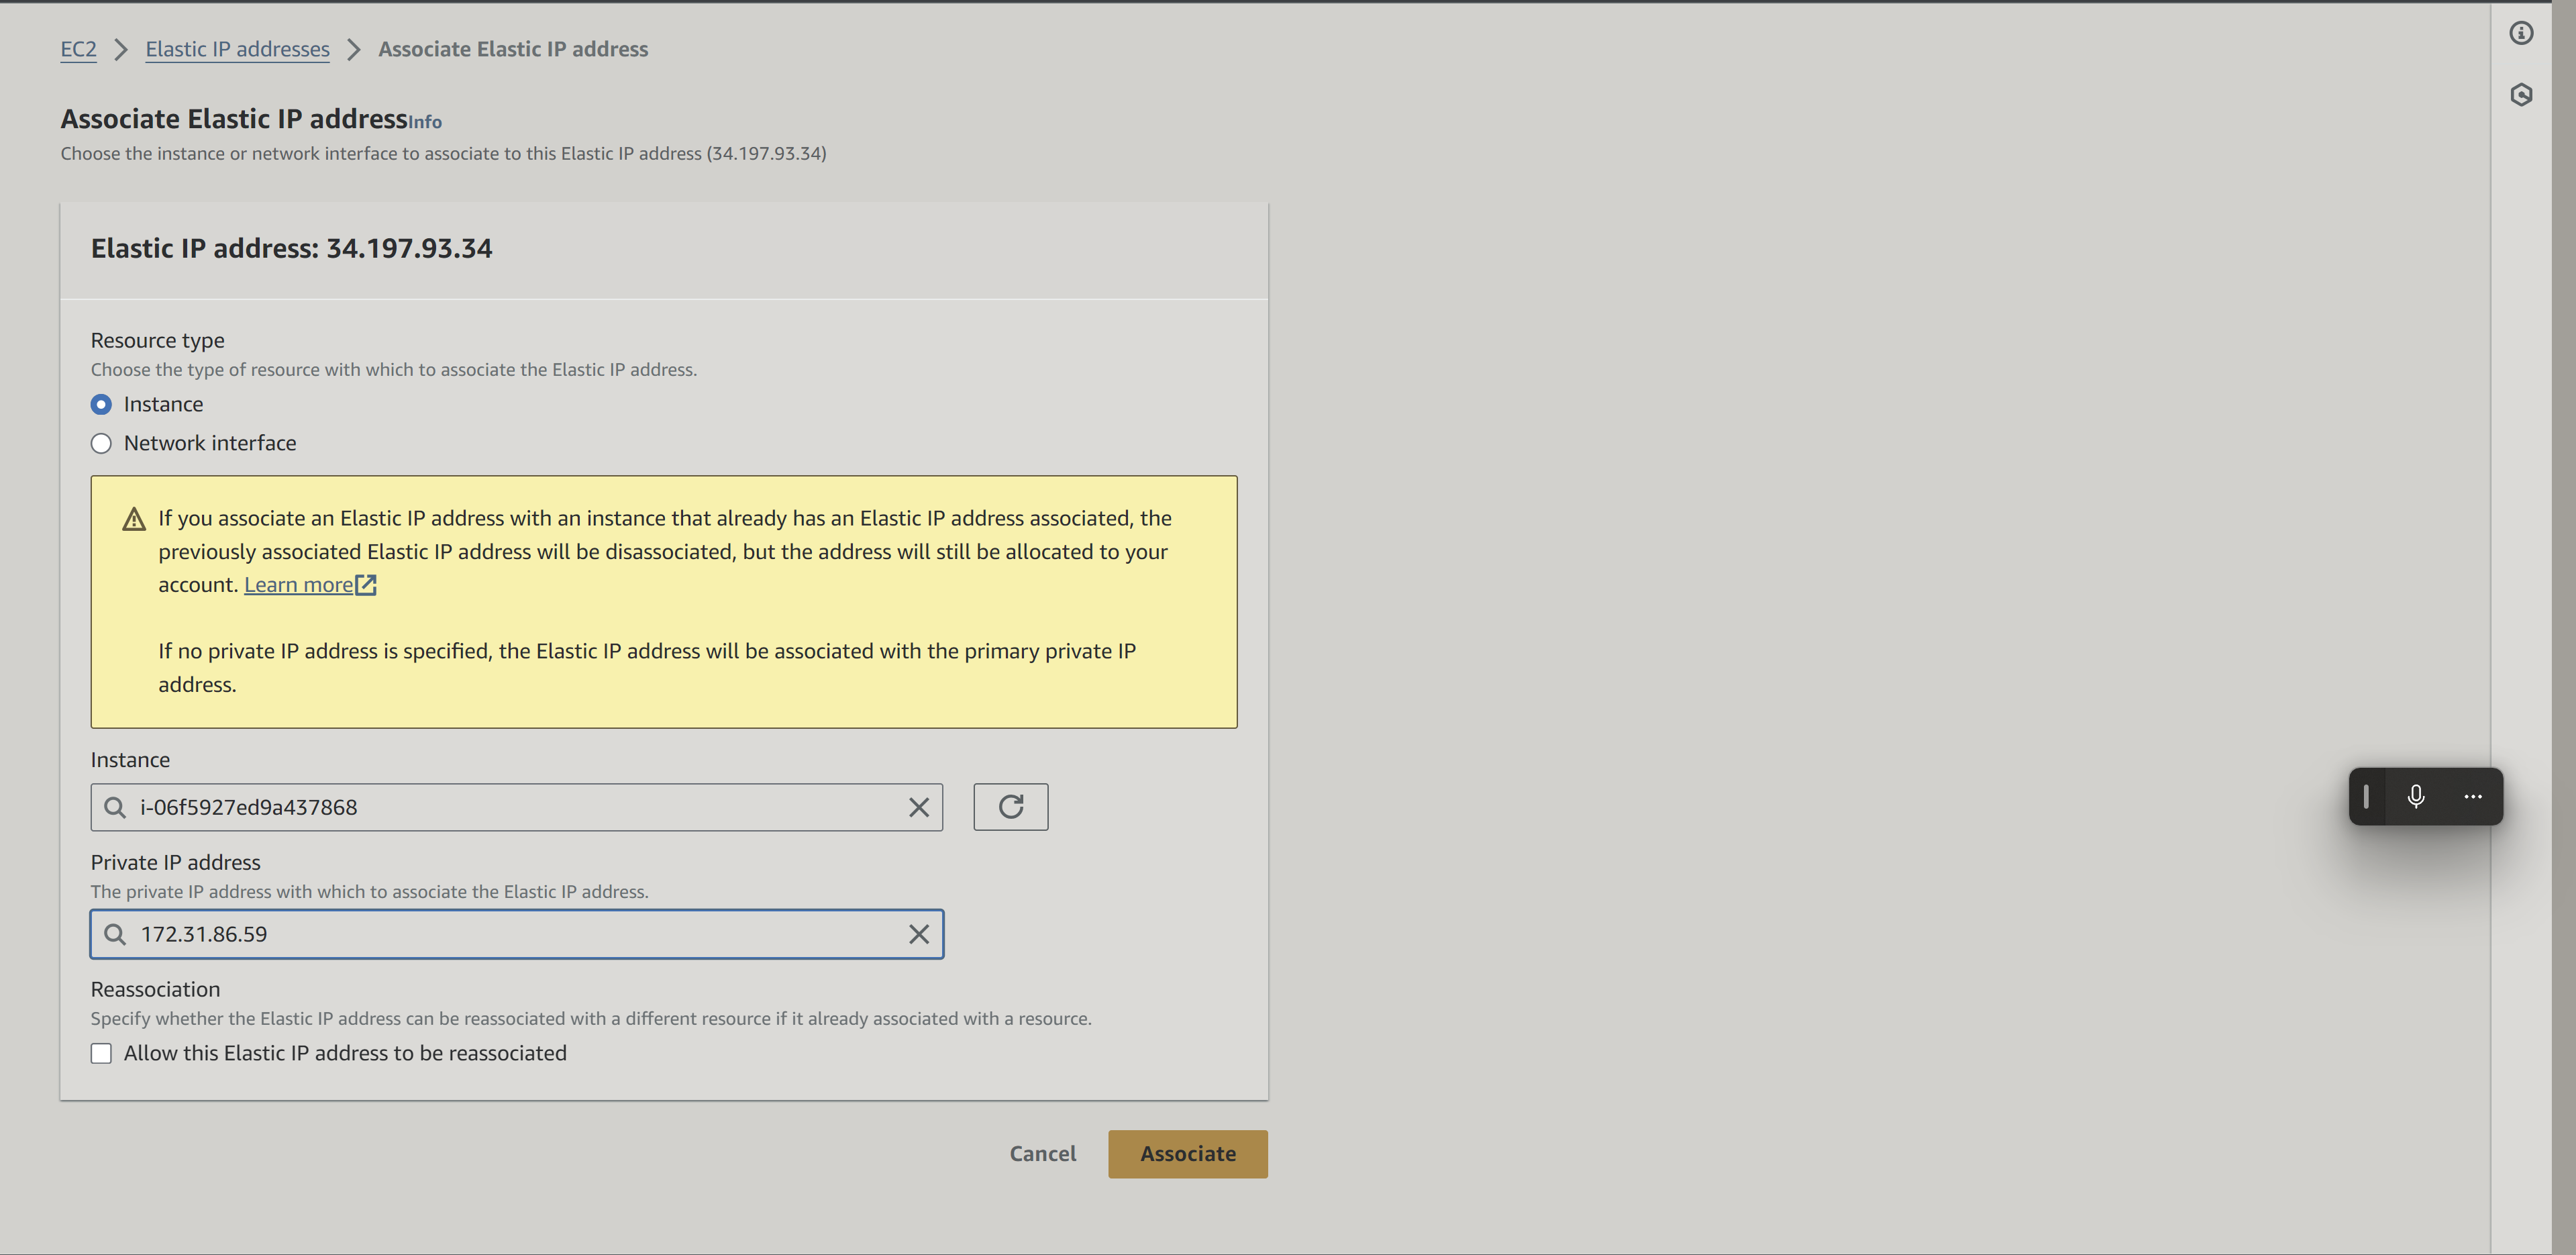 EC2 > Elastic IP addresses > Associate Elastic IP address
Associate Elastic IP address Info
Choose the instance or network interface to associate to this Elastic IP address (34.197.93.34)
Elastic IP address: 34.197.93.34
Resource type
Choose the type of resource with which to associate the Elastic IP address.
Instance
Network interface
If you associate an Elastic IP address with an instance that already has an Elastic IP address associated, the
previously associated Elastic IP address will be disassociated, but the address will still be allocated to your
account. Learn more
If no private IP address is specified, the Elastic IP address will be associated with the primary private IP
address.
Instance
i-06f5927ed9a437868
Private IP address
The private IP address with which to associate the Elastic IP address.
172.31.86.59
Reassociation
Specify whether the Elastic IP address can be reassociated with a different resource if it already associated with a resource.
Allow this Elastic IP address to be reassociated
Cancel
Associate